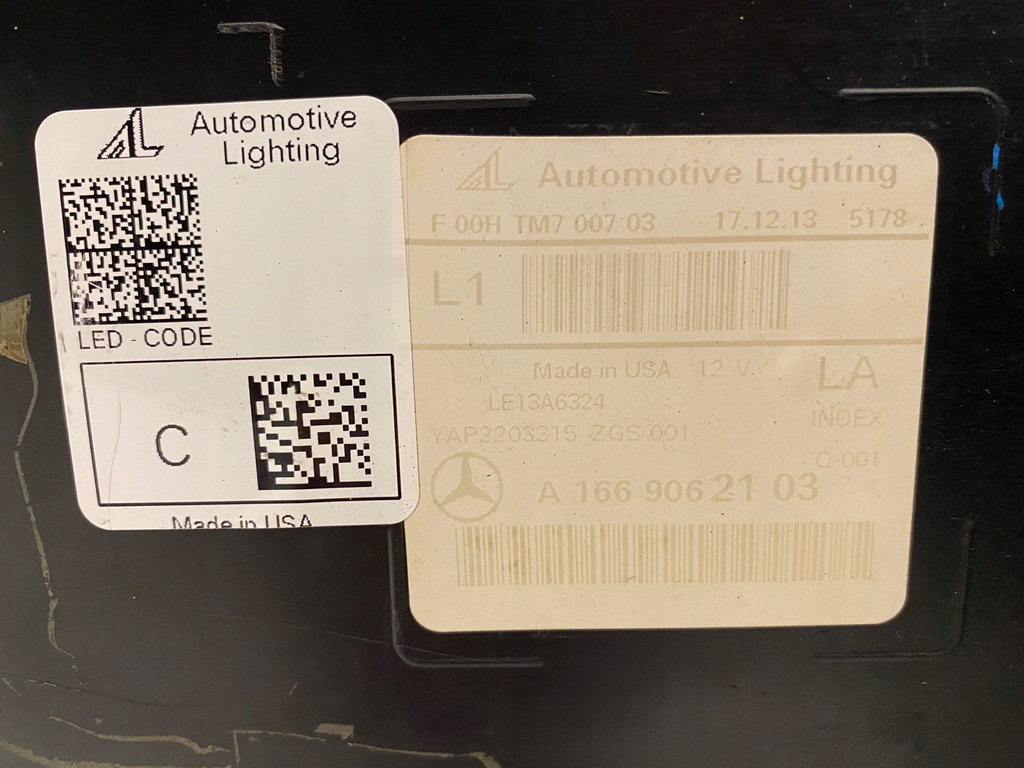 Automotive
Lighting
LED - CODE
C
Made in USA
Automotive Lighting
F 00H TM7 007 03 17.12.13 5178
L1
Made in USA 12 V
LA
LE13A6324
INDEX
YAP2203315 ZGS 001
Q 001
A 166 906 21 03